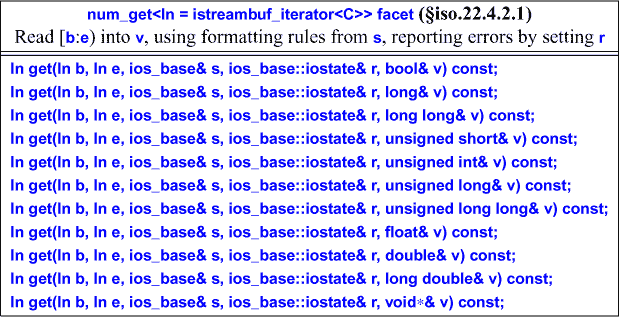 num_get<In = istreambuf_iterator<C>> facet (§iso.22.4.2.1)
Read [b:e) into v, using formatting rules from s, reporting errors by setting r
In get(In b, In e, ios_base& s, ios_base::iostate& r, bool& v) const;
In get(In b, In e, ios_base& s, ios_base::iostate& r, long& v) const;
In get(In b, In e, ios_base& s, ios_base::iostate& r, long long& v) const;
In get(In b, In e, ios_base& s, ios_base::iostate& r, unsigned short& v) const;
In get(In b, In e, ios_base& s, ios_base::iostate& r, unsigned int& v) const;
In get(In b, In e, ios_base& s, ios_base::iostate& r, unsigned long& v) const;
In get(In b, In e, ios_base& s, ios_base::iostate& r, unsigned long long& v) const;
In get(In b, In e, ios_base& s, ios_base::iostate& r, float& v) const;
In get(In b, In e, ios_base& s, ios_base::iostate& r, double& v) const;
In get(In b, In e, ios_base& s, ios_base::iostate& r, long double& v) const;
In get(In b, In e, ios_base& s, ios_base::iostate& r, void*& v) const;